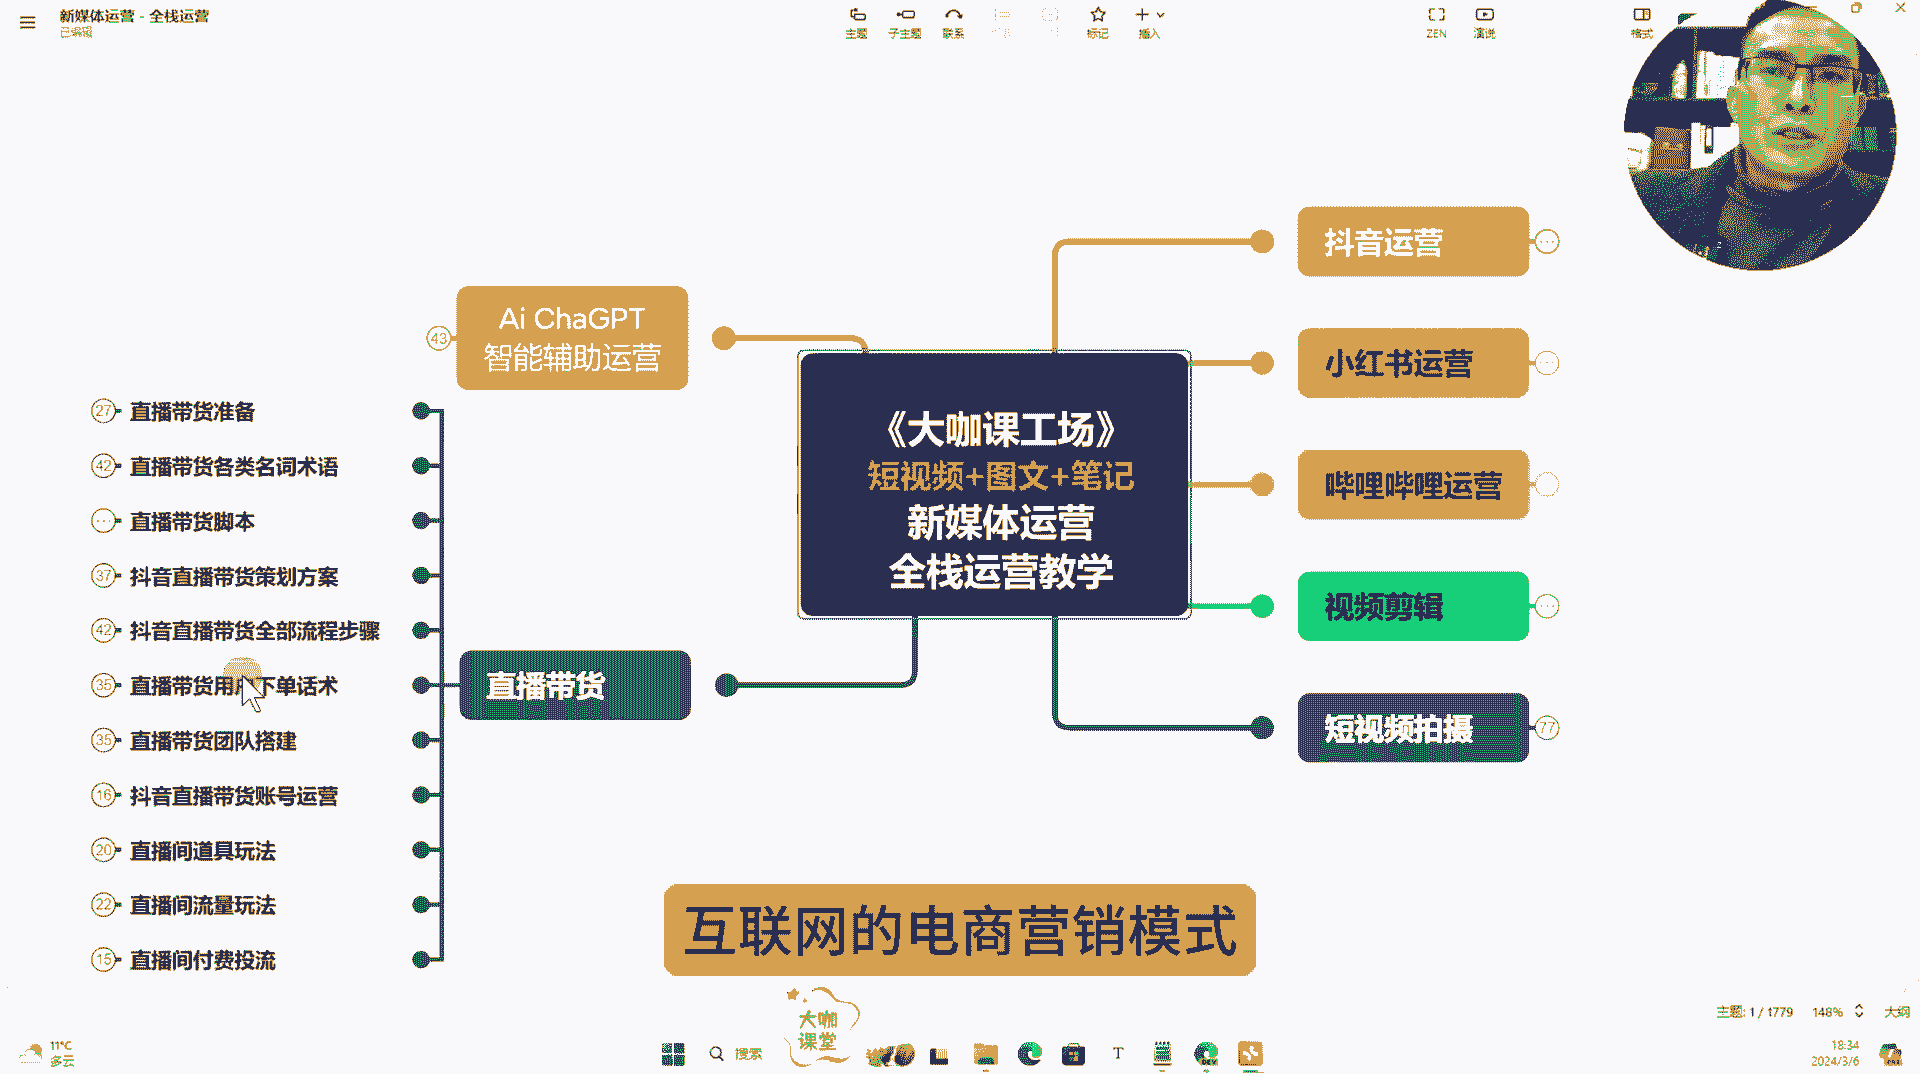 新媒体运营 - 全栈运营
已编辑
主题
子主题
联系
标记
插入
ZEN
演说
格式
抖音运营
小红书运营
哔哩哔哩运营
视频剪辑
短视频拍摄
77
Ai ChaGPT
智能辅助运营
43
《大咖课工场》
短视频+图文+笔记
新媒体运营
全栈运营教学
直播带货
27 直播带货准备
42 直播带货各类名词术语
直播带货脚本
37 抖音直播带货策划方案
42 抖音直播带货全部流程步骤
35 直播带货用户下单话术
35 直播带货团队搭建
16 抖音直播带货账号运营
20 直播间道具玩法
22 直播间流量玩法
15 直播间付费投流
互联网的电商营销模式
大咖
课堂
主题: 1 / 1779
148%
大纲
11°C
多云
搜索
18:34
2024/3/6